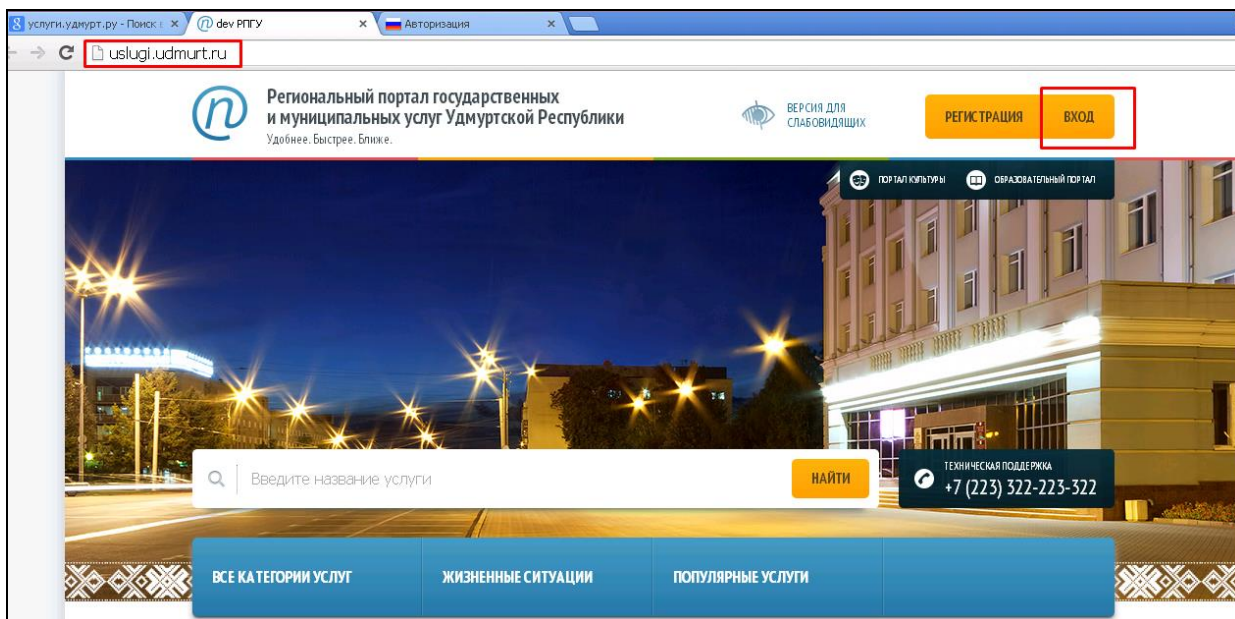 услуги.удмурт.ру - Поиск
dev РПГУ
Авторизация
uslugi.udmurt.ru
Региональный портал государственных
и муниципальных услуг Удмуртской Республики
Удобнее. Быстрее. Ближе.
ВЕРСИЯ ДЛЯ
СЛАБОВИДЯЩИХ
РЕГИСТРАЦИЯ
ВХОД
ПОРТАЛ КУЛЬТУРЫ
ОБРАЗОВАТЕЛЬНЫЙ ПОРТАЛ
Введите название услуги
НАЙТИ
ТЕХНИЧЕСКАЯ ПОДДЕРЖКА
+7 (223) 322-223-322
ВСЕ КАТЕГОРИИ УСЛУГ
ЖИЗНЕННЫЕ СИТУАЦИИ
ПОПУЛЯРНЫЕ УСЛУГИ